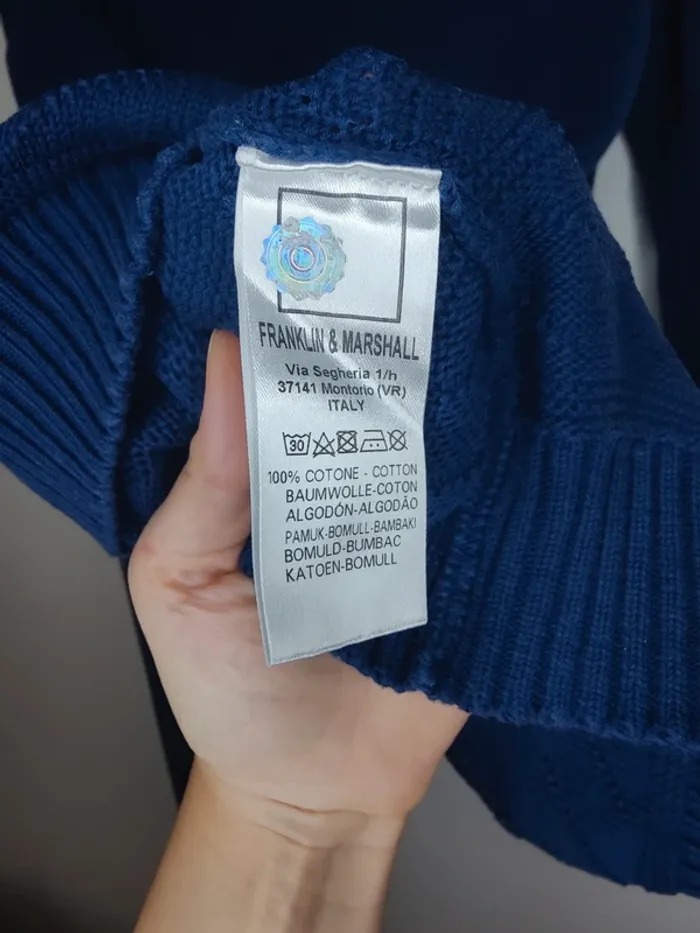 FRANKLIN & MARSHALL
Via Segheria 1/h
37141 Montorio (VR)
ITALY
30
100% COTONE - COTTON
BAUMWOLLE-COTON
ALGODÓN-ALGODÃO
PAMUK-BOMULL-BAMBAKI
BOMULD-BUMBAC
KATOEN-BOMULL